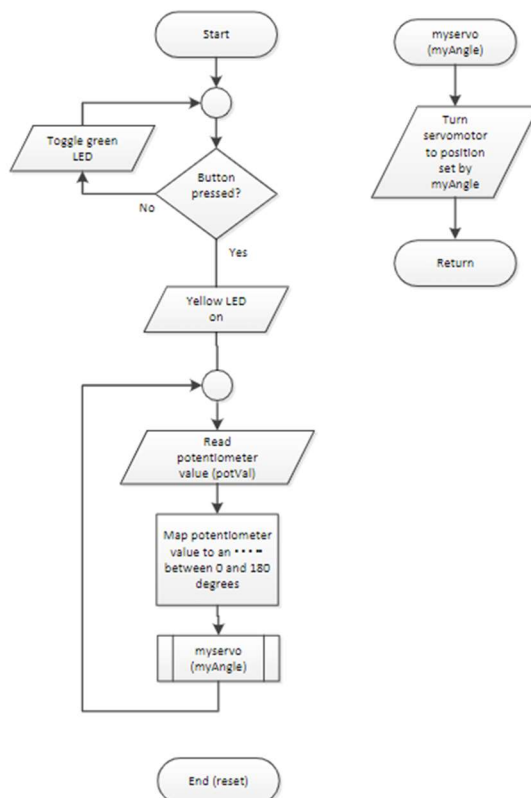 Start
Toggle green
LED
Button
pressed?
No
Yes
Yellow LED
on
Read
potentiometer
value (potVal)
Map potentiometer
value to an
between 0 and 180
degrees
myservo
(myAngle)
End (reset)
myservo
(myAngle)
Turn
servomotor
to position
set by
myAngle
Return